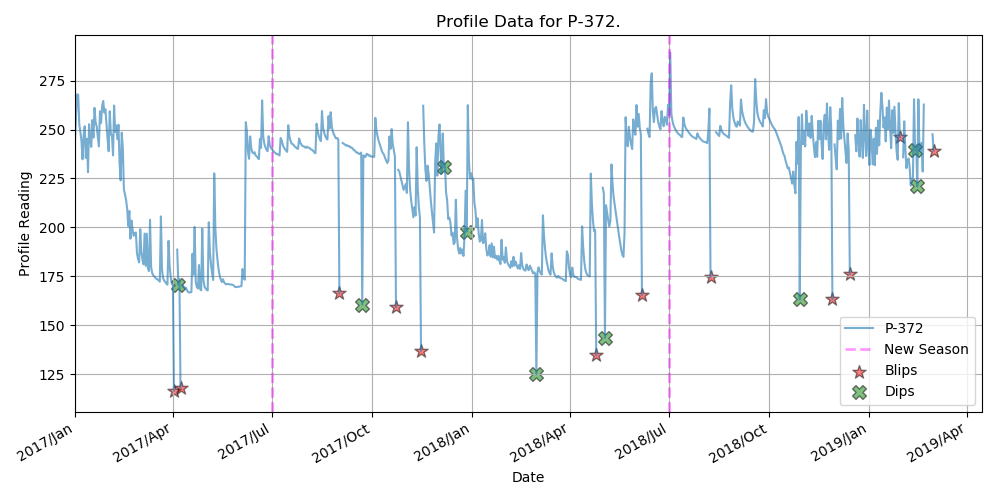 Profile Data for P-372.
Profile Reading
275
250
225
200
175
150
125
P-372
New Season
Blips
Dips
2017/Jan
2017/Apr
2017/Jul
2017/Oct
2018/Jan
2018/Apr
2018/Jul
2018/Oct
2019/Jan
2019/Apr
Date